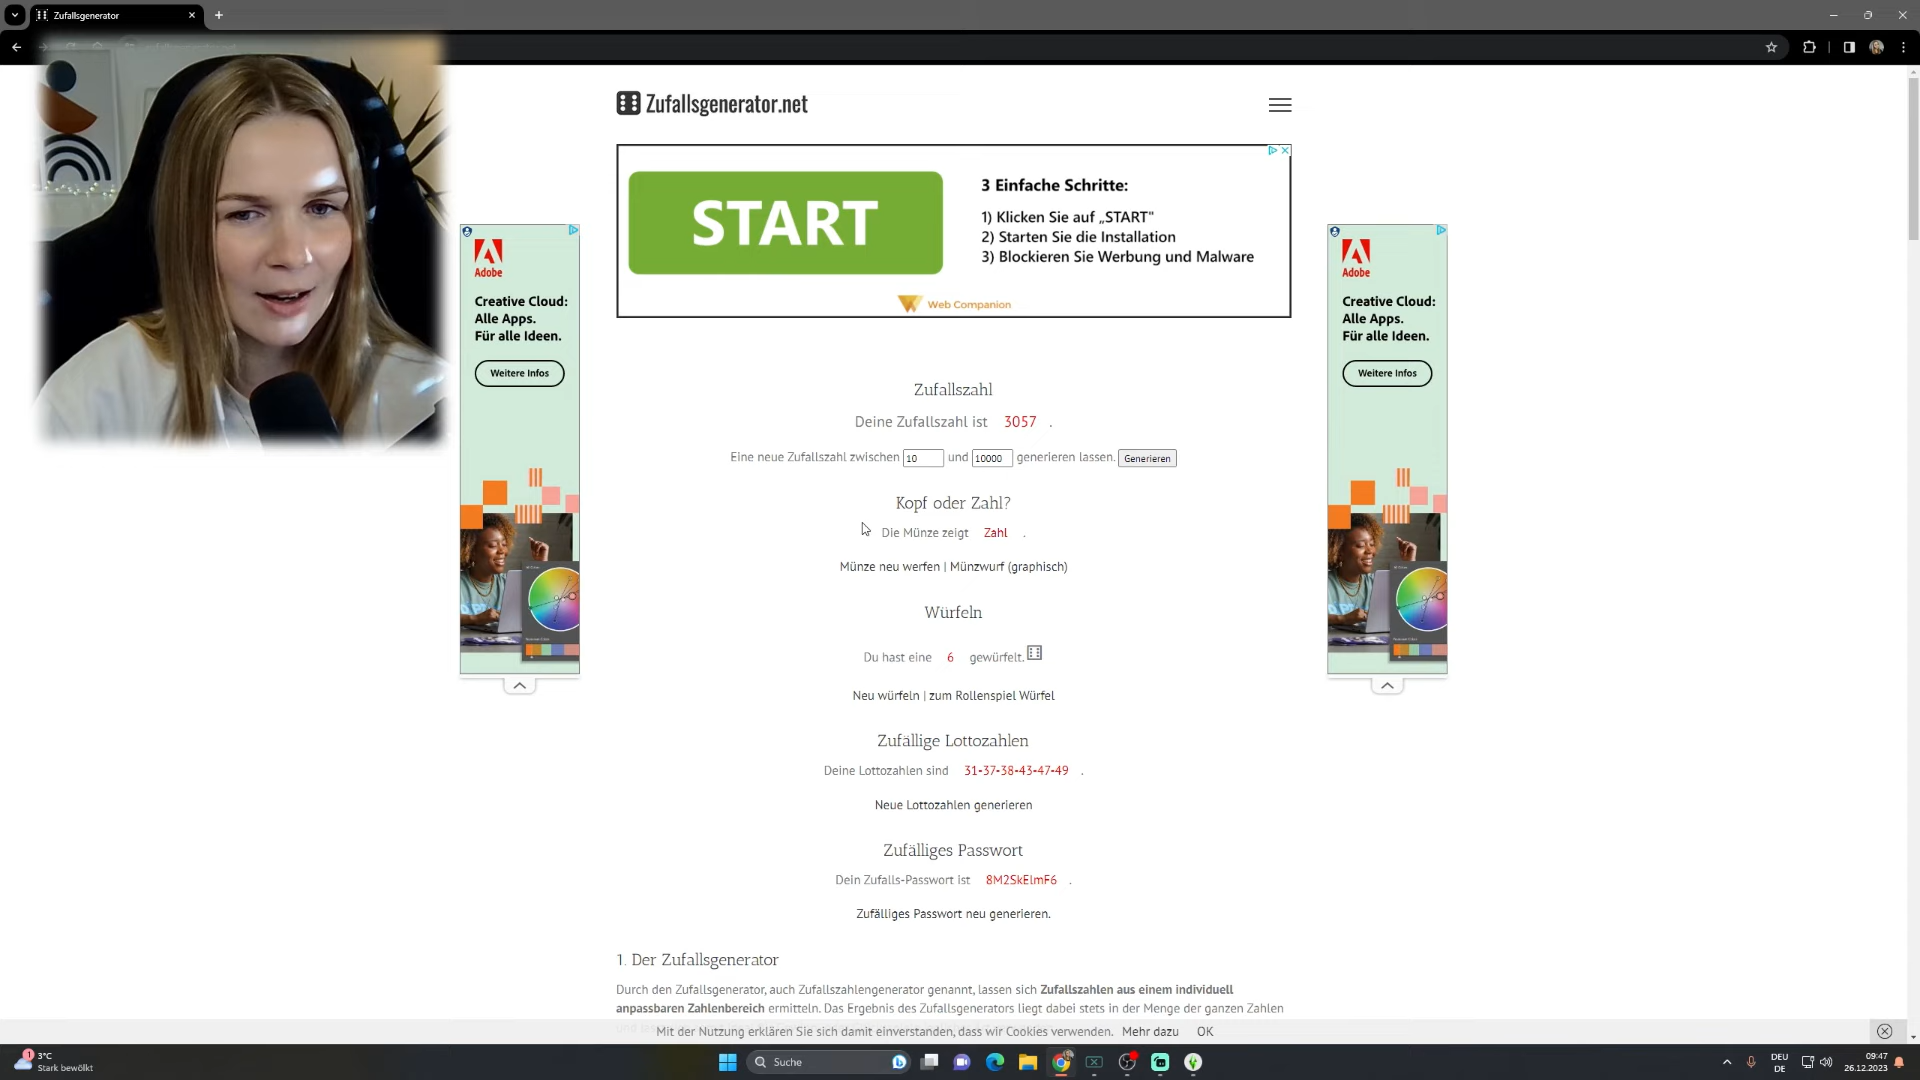 Zufallsgenerator
Zufallsgenerator.net
START
3 Einfache Schritte:
1) Klicken Sie auf „START"
2) Starten Sie die Installation
3) Blockieren Sie Werbung und Malware
Web Companion
Adobe
Creative Cloud:
Alle Apps.
Für alle Ideen.
Weitere Infos
Adobe
Creative Cloud:
Alle Apps.
Für alle Ideen.
Weitere Infos
Zufallszahl
Deine Zufallszahl ist 3057 .
Eine neue Zufallszahl zwischen 10 und 10000 generieren lassen. Generieren
Kopf oder Zahl?
Die Münze zeigt Zahl .
Münze neu werfen | Münzwurf (graphisch)
Würfeln
Du hast eine 6 gewürfelt.
Neu würfeln | zum Rollenspiel Würfel
Zufällige Lottozahlen
Deine Lottozahlen sind 31-37-38-43-47-49 .
Neue Lottozahlen generieren
Zufälliges Passwort
Dein Zufalls-Passwort ist 8M2SkElmF6 .
Zufälliges Passwort neu generieren.
1. Der Zufallsgenerator
Durch den Zufallsgenerator, auch Zufallszahlengenerator genannt, lassen sich Zufallszahlen aus einem individuell
anpassbaren Zahlenbereich ermitteln. Das Ergebnis des Zufallsgenerators liegt dabei stets in der Menge der ganzen Zahlen
Mit der Nutzung erklären Sie sich damit einverstanden, dass wir Cookies verwenden. Mehr dazu OK
1
3°C
Stark bewölkt
Suche
DEU
DE
09:47
26.12.2023